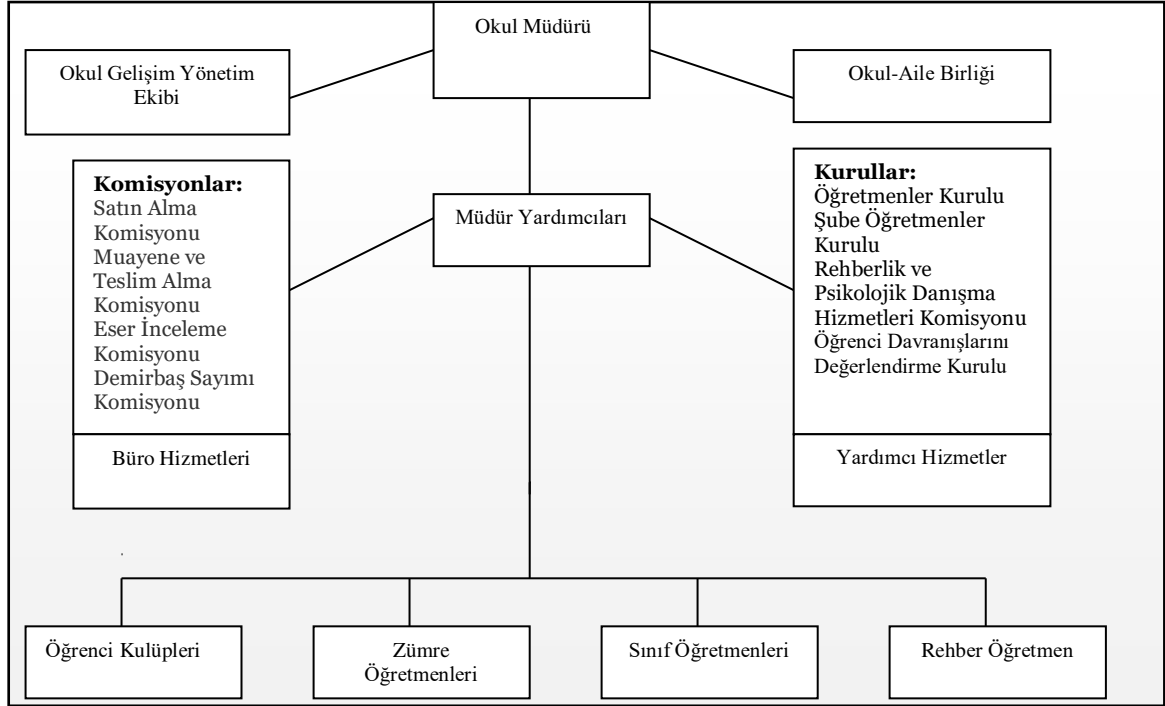 Okul Müdürü
Okul Gelişim Yönetim
Ekibi
Okul-Aile Birliği
Komisyonlar:
Satın Alma
Komisyonu
Muayene ve
Teslim Alma
Komisyonu
Eser İnceleme
Komisyonu
Demirbaş Sayımı
Komisyonu
Müdür Yardımcıları
Kurullar:
Öğretmenler Kurulu
Şube Öğretmenler
Kurulu
Rehberlik ve
Psikolojik Danışma
Hizmetleri Komisyonu
Öğrenci Davranışlarını
Değerlendirme Kurulu
Büro Hizmetleri
Yardımcı Hizmetler
Öğrenci Kulüpleri
Zümre
Öğretmenleri
Sınıf Öğretmenleri
Rehber Öğretmen